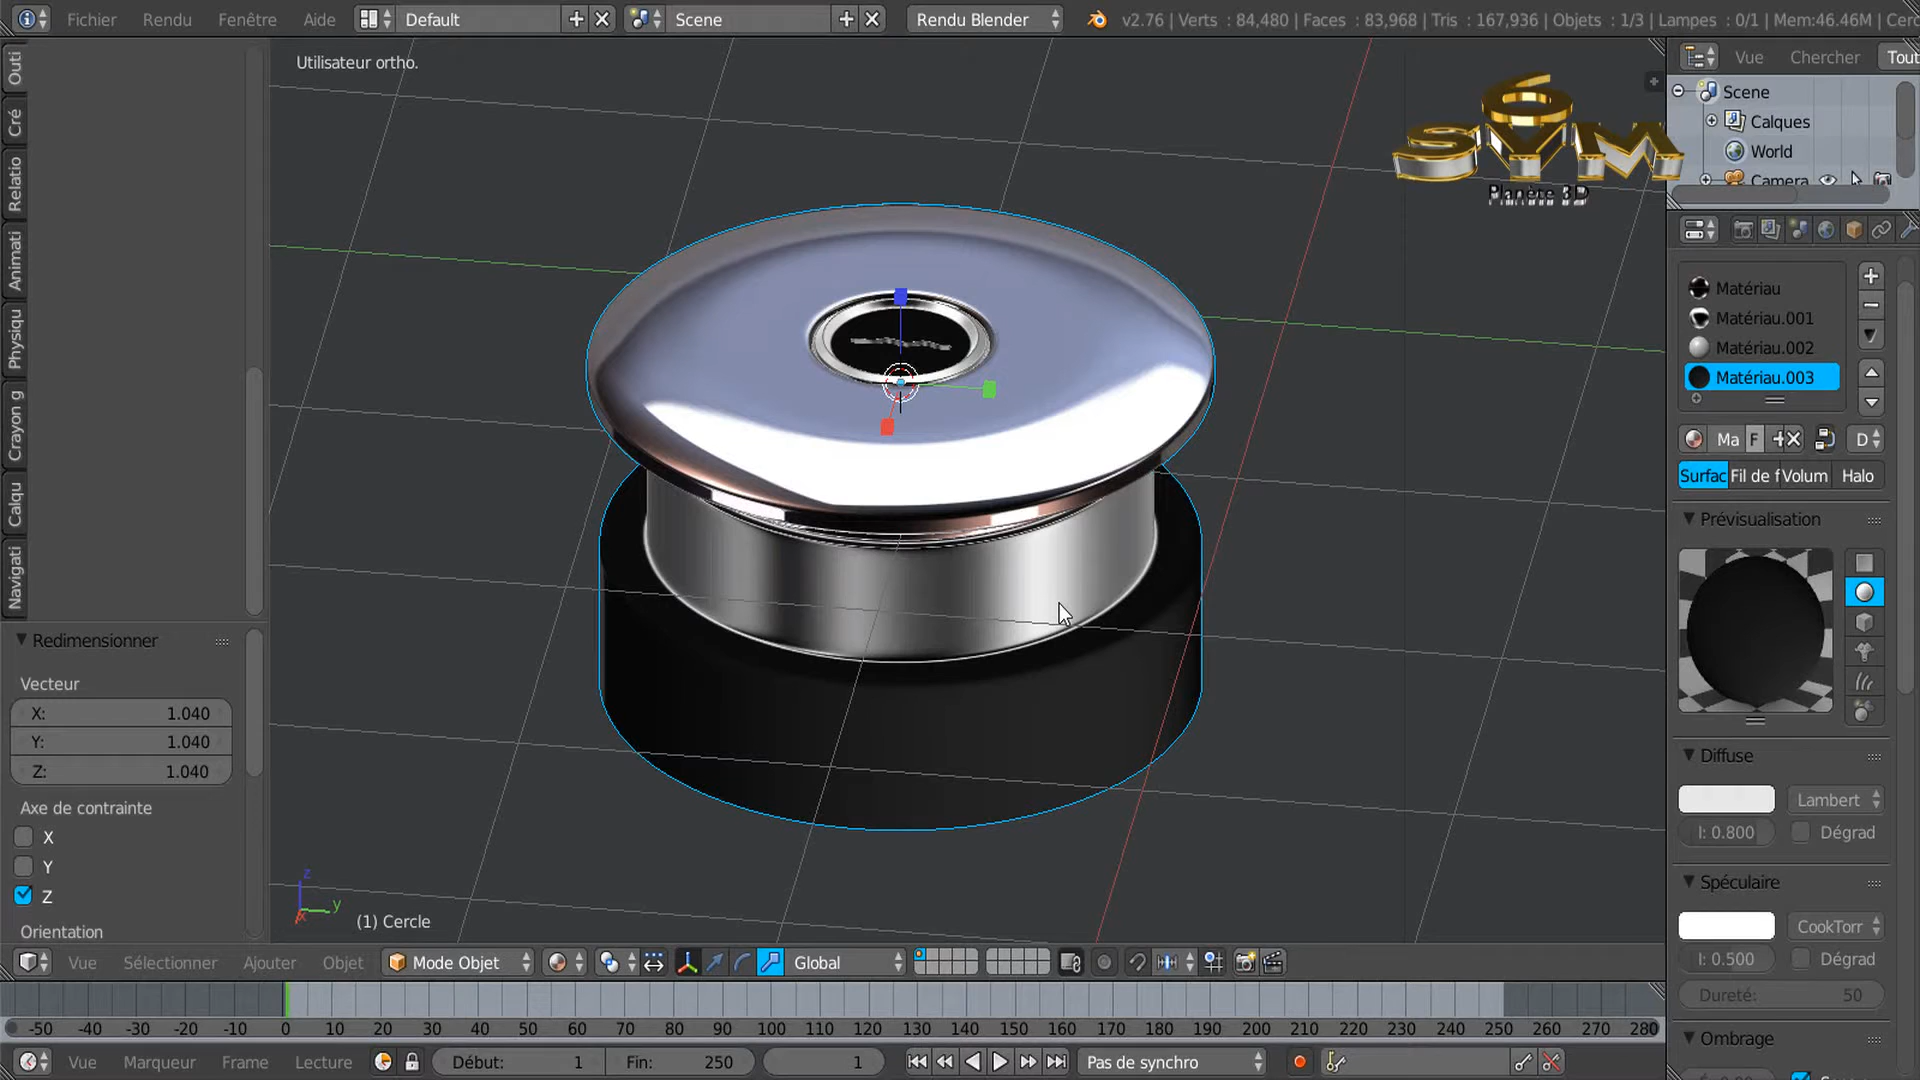 Fichier Rendu Fenêtre Aide Default Scene Rendu Blender v2.76 | Verts : 84,480 | Faces : 83,968 | Tris : 167,936 | Objets : 1/3 | Lampes : 0/1 | Mem:46.46M | Cerc
Outi
Cré
Relatio
Animati
Physiqu
Crayon g
Calqu
Navigati
Utilisateur ortho.
6
SYM
Planète 3D
Vue Chercher Tout
Scene
Calques
World
Camera
Matériau
Matériau.001
Matériau.002
Matériau.003
Ma F D
Surfac Fil de f Volum Halo
Prévisualisation
Diffuse
Lambert
I: 0.800 Dégrad
Spéculaire
CookTorr
I: 0.500 Dégrad
Dureté: 50
Ombrage
Redimensionner
Vecteur
X: 1.040
Y: 1.040
Z: 1.040
Axe de contrainte
X
Y
Z
Orientation
z
y
x
(1) Cercle
Vue Sélectionner Ajouter Objet Mode Objet Global
-50 -40 -30 -20 -10 0 10 20 30 40 50 60 70 80 90 100 110 120 130 140 150 160 170 180 190 200 210 220 230 240 250 260 270 280
Vue Marqueur Frame Lecture Début: 1 Fin: 250 1 Pas de synchro